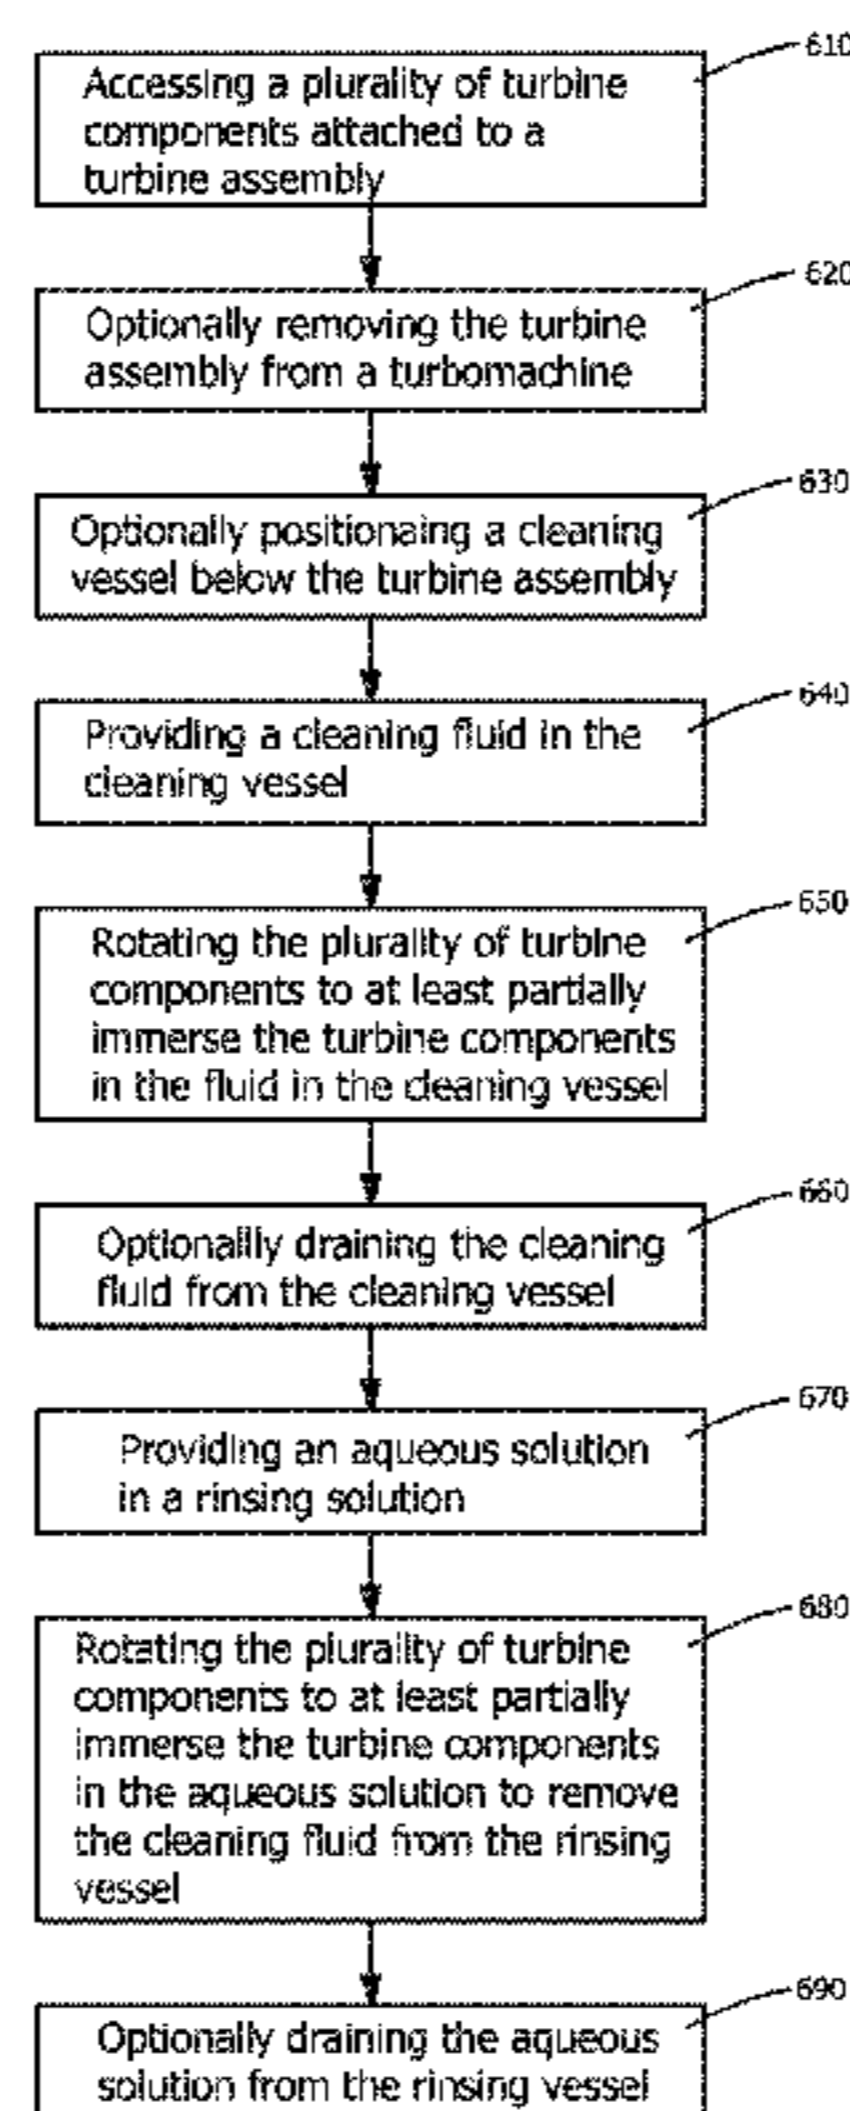 610
Accessing a plurality of turbine
components attached to a
turbine assembly
620
Optionally removing the turbine
assembly from a turbomachine
630
Optionally positionaing a cleaning
vessel below the turbine assembly
640
Providing a cleaning fluid in the
cleaning vessel
650
Rotating the plurality of turbine
components to at least partially
immerse the turbine components
in the fluid in the cleaning vessel
660
Optionallly draining the cleaning
fluid from the cleaning vessel
670
Providing an aqueous solution
in a rinsing solution
680
Rotating the plurality of turbine
components to at least partially
immerse the turbine components
in the aqueous solution to remove
the cleaning fluid from the rinsing
vessel
690
Optionally draining the aqueous
solution from the rinsing vessel